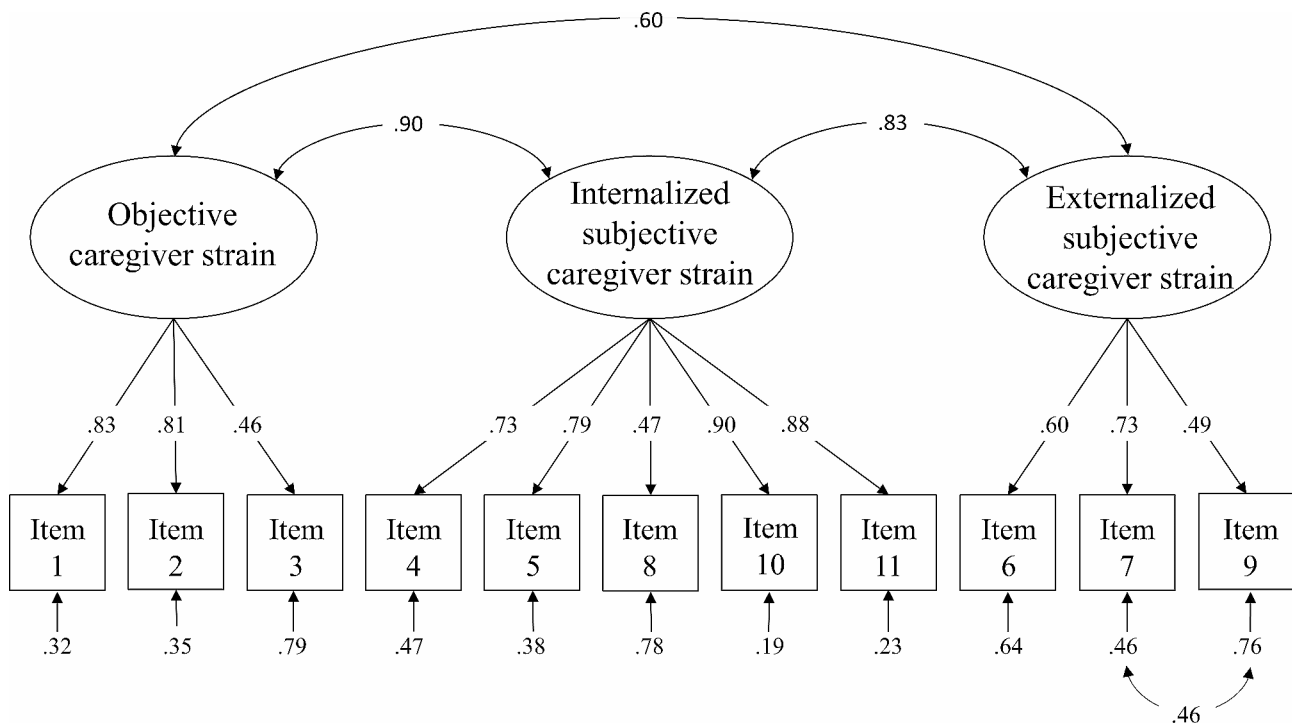 .60
.90
.83
Objective
caregiver strain
Internalized
subjective
caregiver strain
Externalized
subjective
caregiver strain
.83 .81 .46 .73 .79 .47 .90 .88 .60 .73 .49
Item
1
Item
2
Item
3
Item
4
Item
5
Item
8
Item
10
Item
11
Item
6
Item
7
Item
9
.32 .35 .79 .47 .38 .78 .19 .23 .64 .46 .76
.46